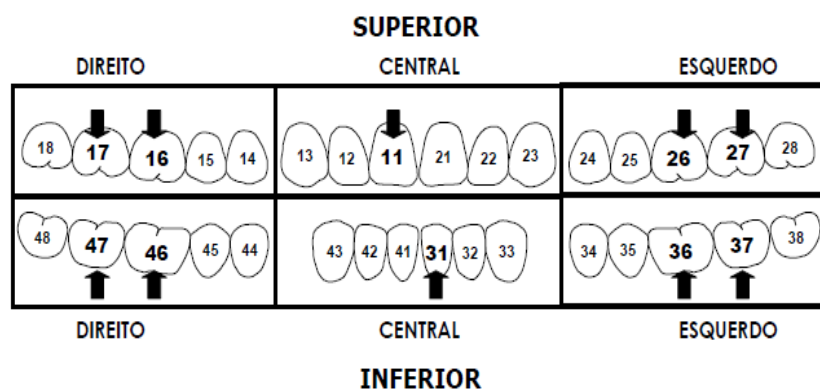 SUPERIOR
DIREITO CENTRAL ESQUERDO
18 17 16 15 14 13 12 11 21 22 23 24 25 26 27 28
48 47 46 45 44 43 42 41 31 32 33 34 35 36 37 38
DIREITO CENTRAL ESQUERDO
INFERIOR